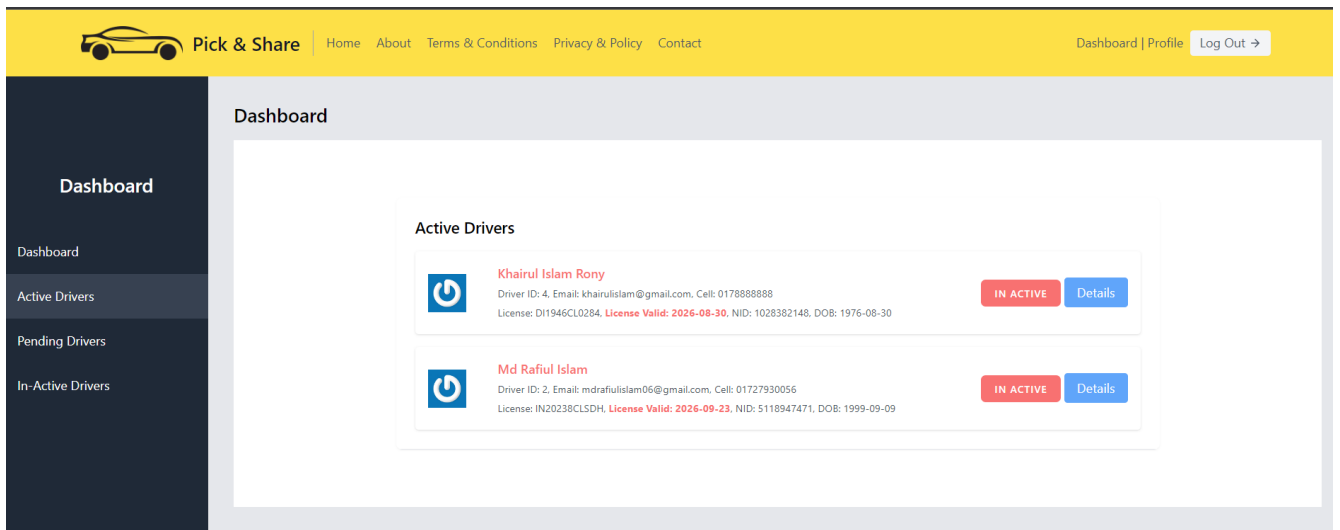 Pick & Share Home About Terms & Conditions Privacy & Policy Contact Dashboard | Profile Log Out →
Dashboard
Dashboard
Active Drivers
Pending Drivers
In-Active Drivers
Dashboard
Active Drivers
Khairul Islam Rony
Driver ID: 4, Email: khairulislam@gmail.com, Cell: 0178888888
License: DI1946CL0284, License Valid: 2026-08-30, NID: 1028382148, DOB: 1976-08-30
IN ACTIVE Details
Md Rafiul Islam
Driver ID: 2, Email: mdrafiulislam06@gmail.com, Cell: 01727930056
License: IN20238CLSDH, License Valid: 2026-09-23, NID: 5118947471, DOB: 1999-09-09
IN ACTIVE Details